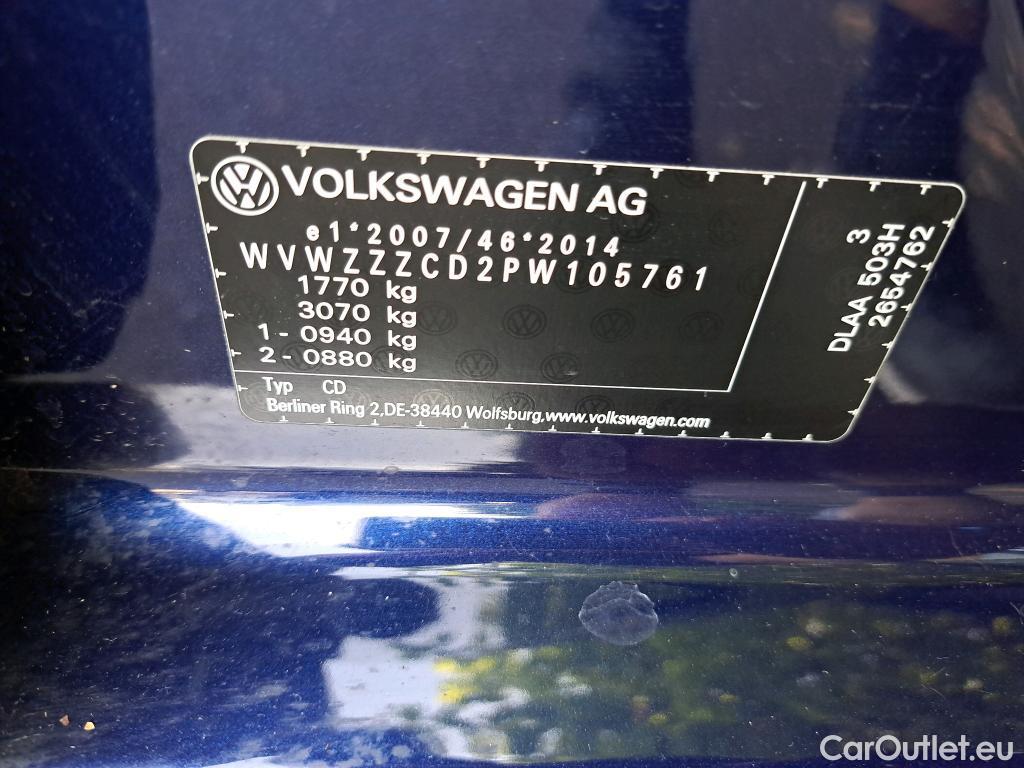 VOLKSWAGEN AG
e1*2007/46*2014
WVWZZZCD2PW105761
1770 kg
3070 kg
1- 0940 kg
2- 0880 kg
Typ CD
Berliner Ring 2,DE-38440 Wolfsburg,www.volkswagen.com
3
DLAA 503H
2654762
CarOutlet.eu